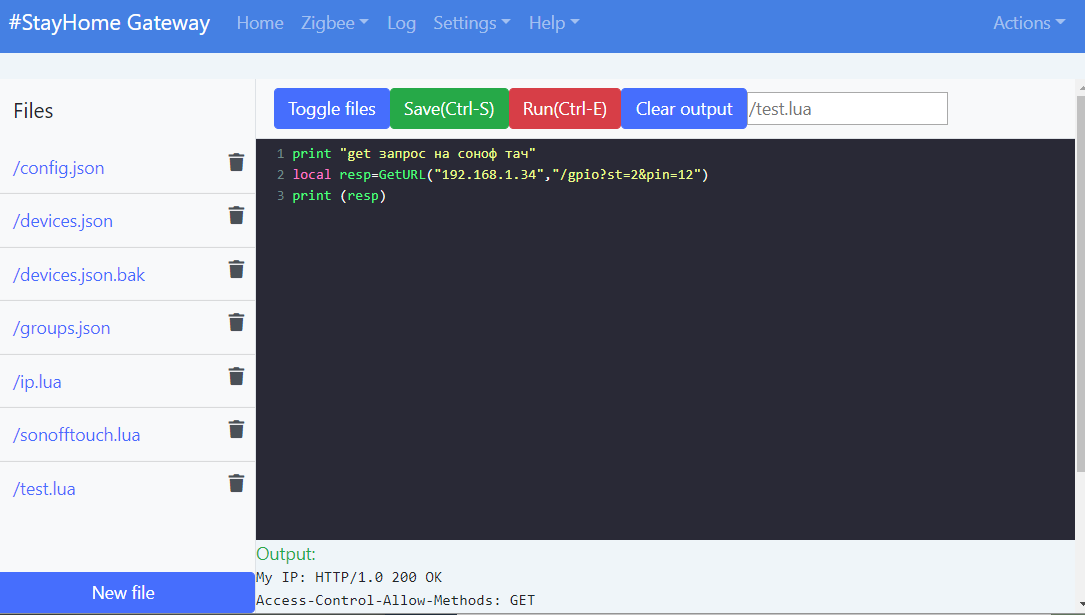 #StayHome Gateway Home Zigbee Log Settings Help Actions
Files
/config.json
/devices.json
/devices.json.bak
/groups.json
/ip.lua
/sonofftouch.lua
/test.lua
New file
Toggle files Save(Ctrl-S) Run(Ctrl-E) Clear output /test.lua
1 print "get запрос на соноф тач"
2 local resp=GetURL("192.168.1.34","/gpio?st=2&pin=12")
3 print (resp)
Output:
My IP: HTTP/1.0 200 OK
Access-Control-Allow-Methods: GET